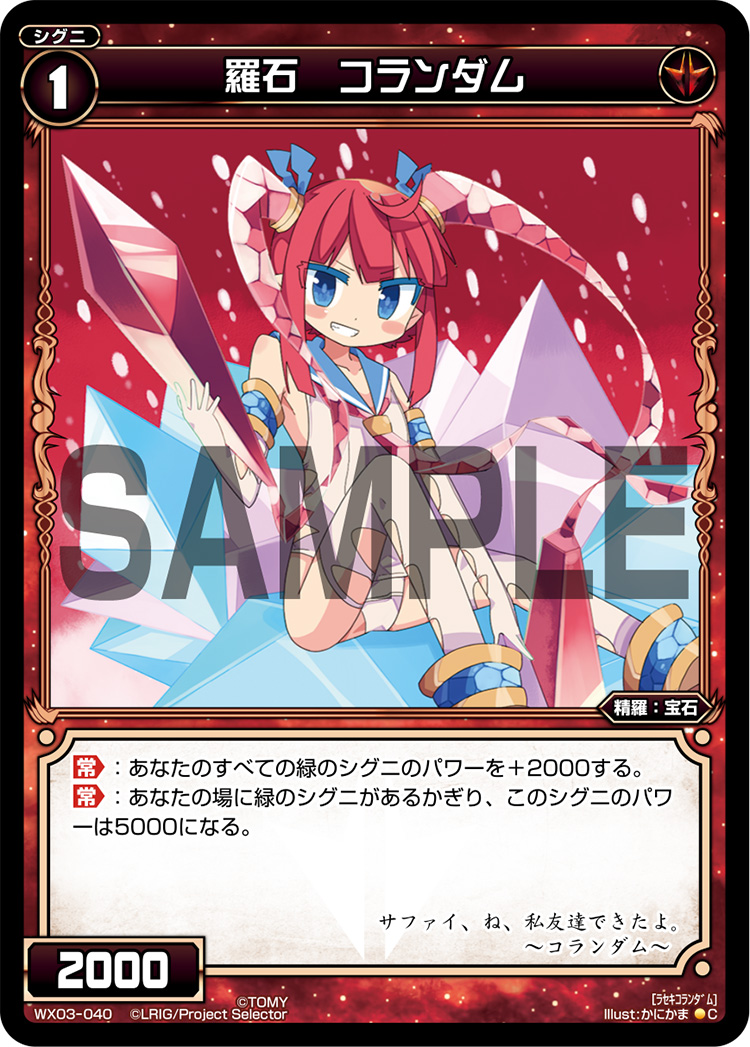 シグニ
1
羅石　コランダム
SAMPLE
精羅：宝石
常：あなたのすべての緑のシグニのパワーを＋2000する。
常：あなたの場に緑のシグニがあるかぎり、このシグニのパワ
ーは5000になる。
サファイ、ね、私友達できたよ。
～コランダム～
2000
[ラセキコランダム]
WX03-040 ©LRIG/Project Selector
©TOMY
Illust:かにかま C